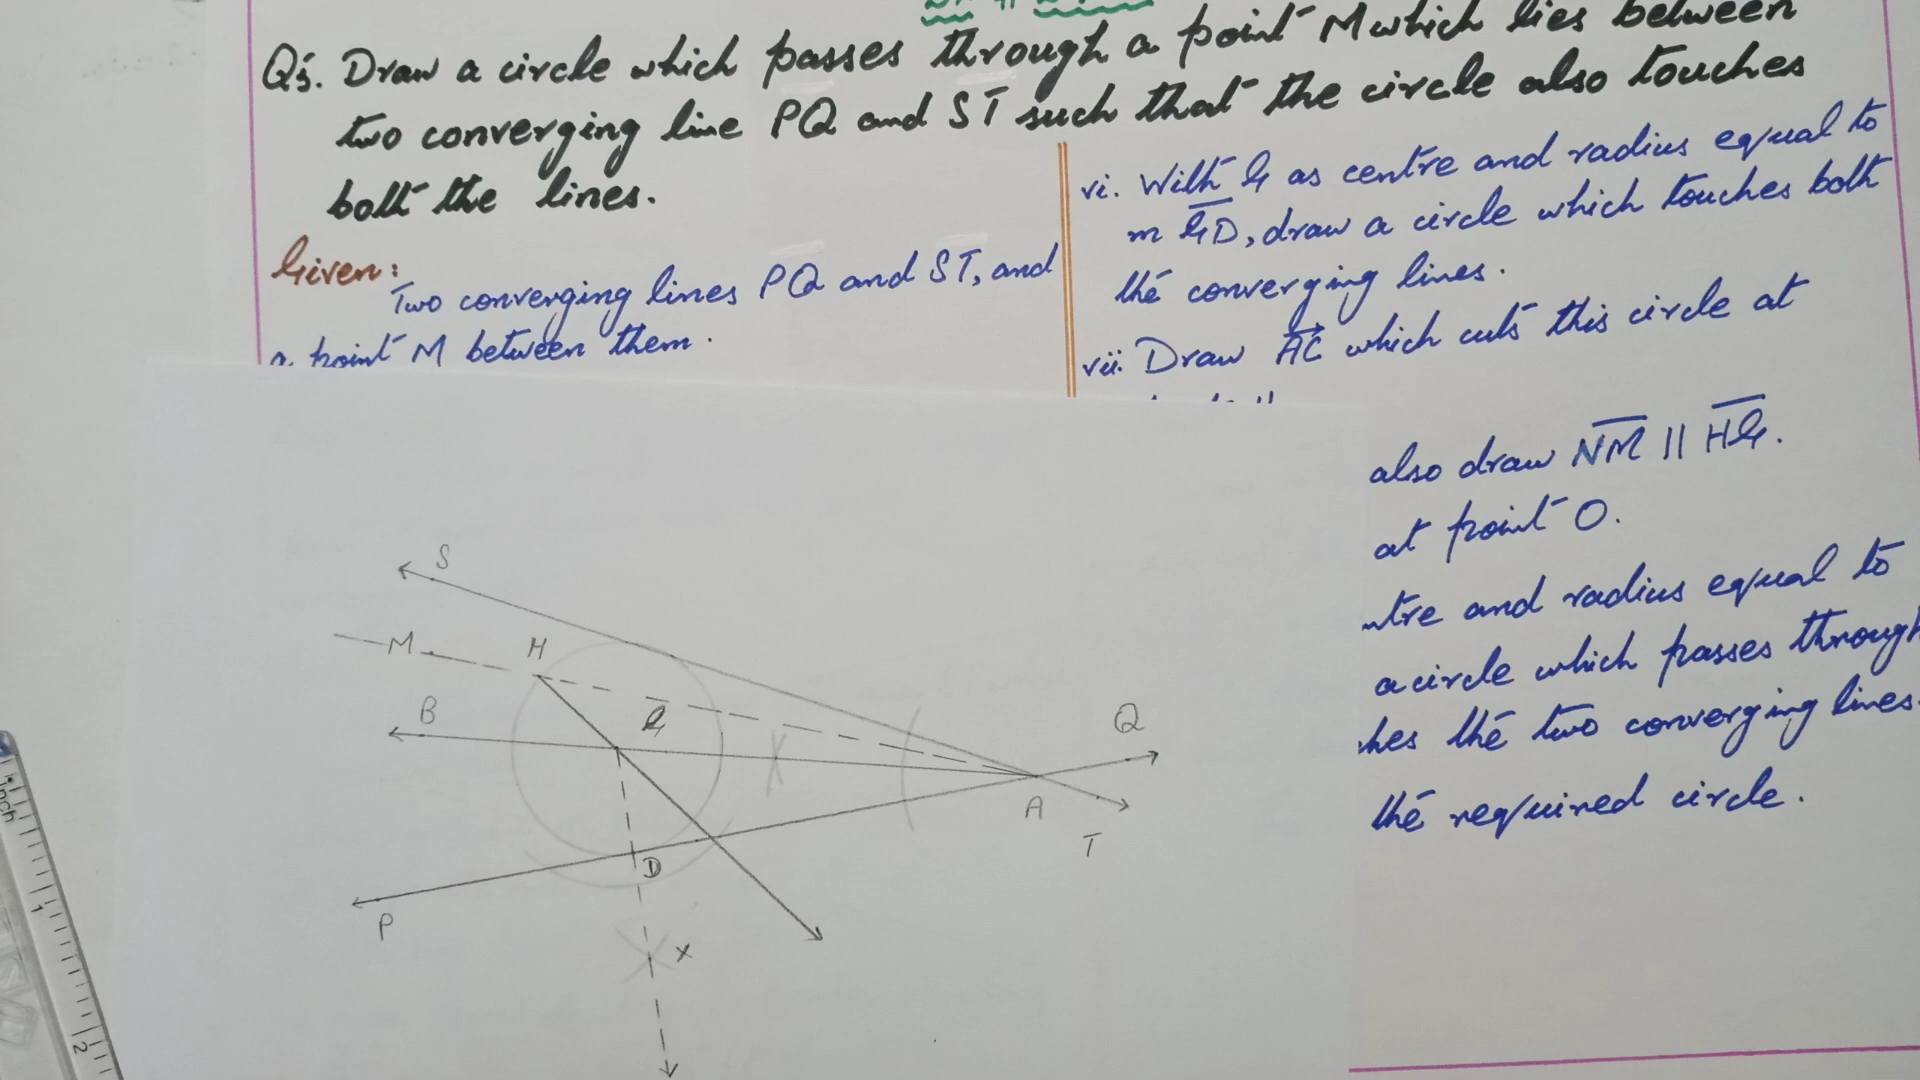 Q5. Draw a circle which passes through a point M which lies between
two converging line PQ and ST such that the circle also touches
both the lines.
Given:
Two converging lines PQ and ST, and
a point M between them.
vi. With G as centre and radius equal to
m GD, draw a circle which touches both
the converging lines.
vii. Draw AC which cuts this circle at
also draw NM || HG.
at point O.
ntre and radius equal to
a circle which passes through
hes the two converging lines.
the required circle.
S
M
H
B
G
Q
A
T
D
P
X
inch
1
2